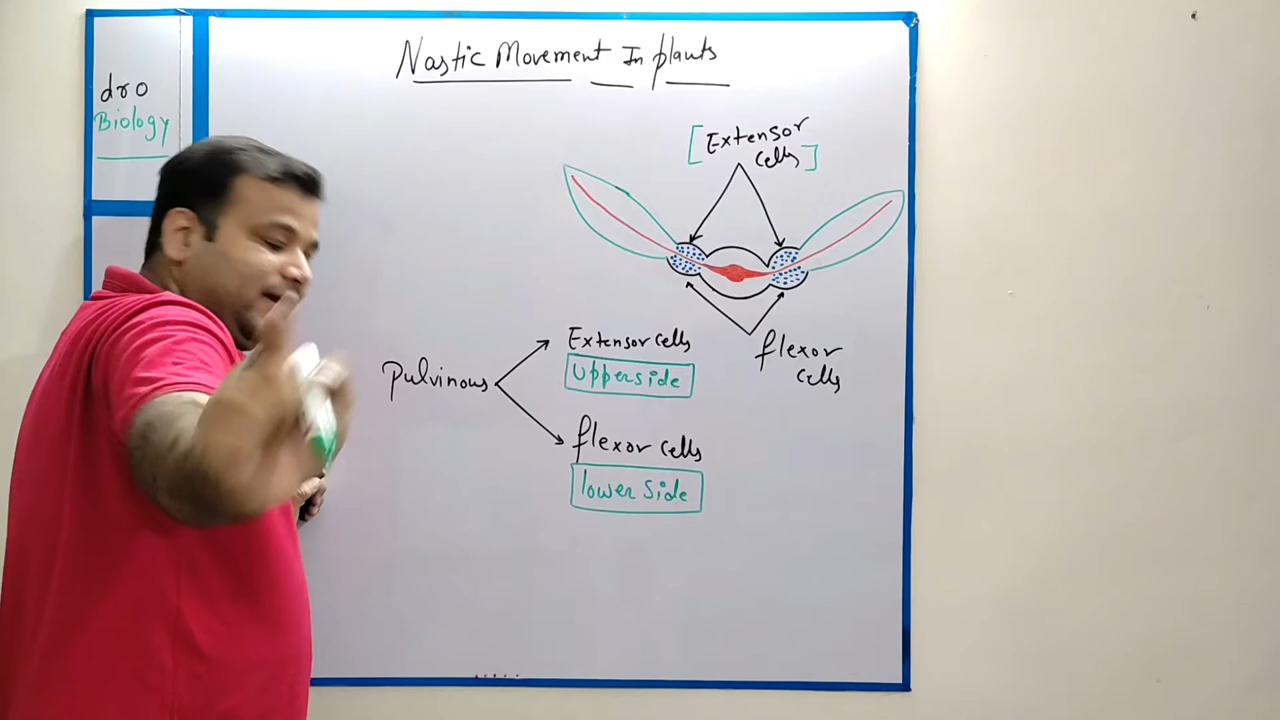 Nastic Movement In plants
dro
Biology
[Extensor
cells]
flexor
cells
Pulvinous
Extensor cells
Upperside
flexor cells
lower side